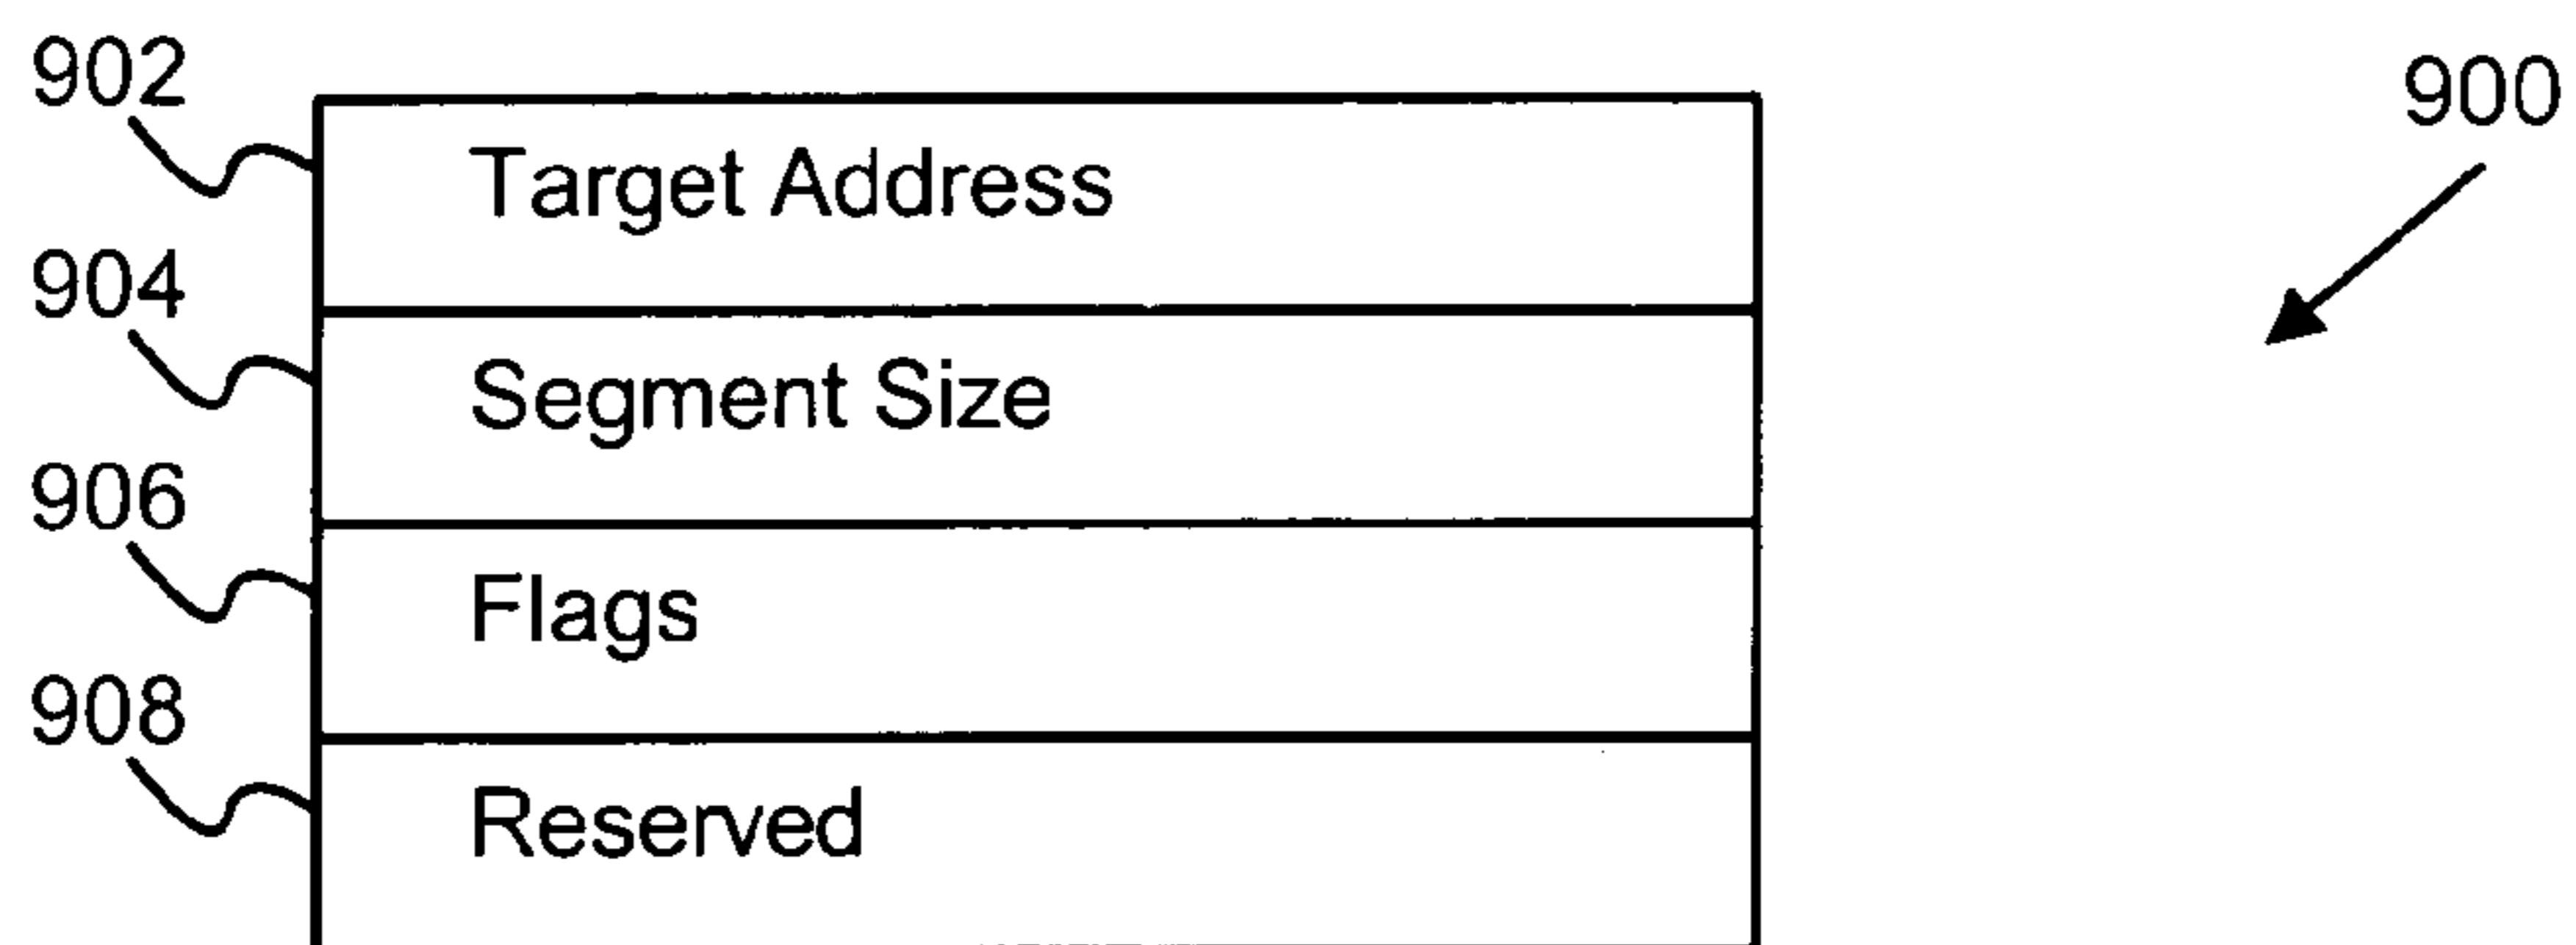 902
900
Target Address
904
Segment Size
906
Flags
908
Reserved